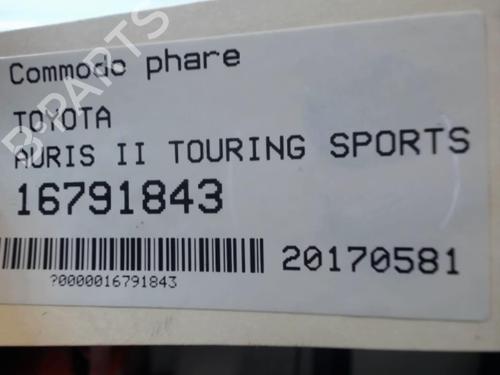 Commodo phare
TOYOTA
AURIS II TOURING SPORTS
16791843
20170581
?0000016791843
B-PARTS